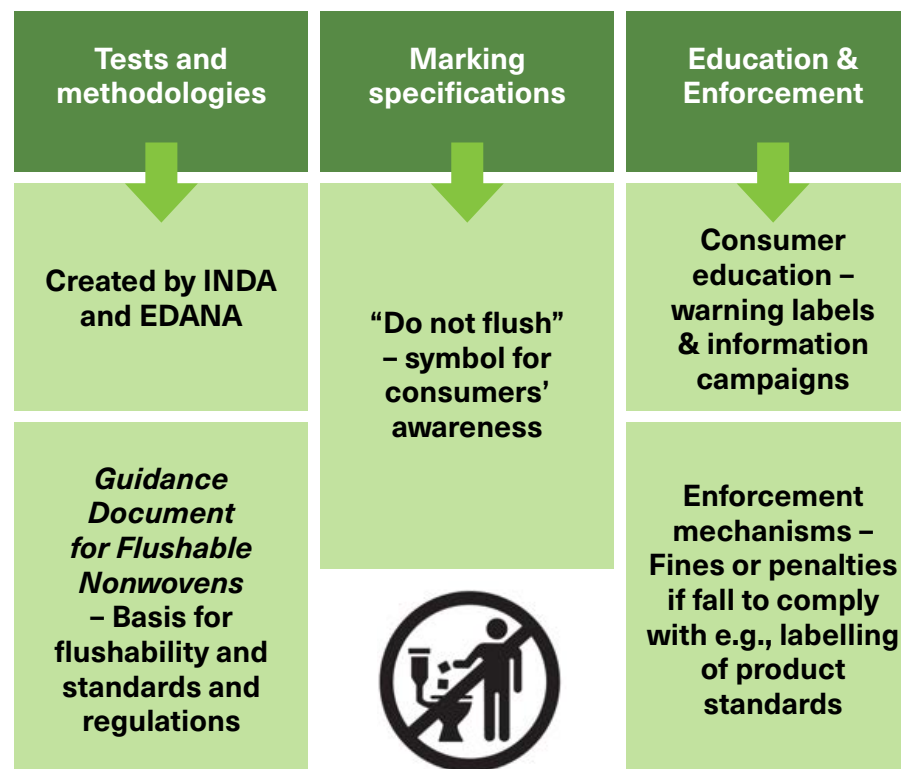 Tests and
methodologies
Created by INDA
and EDANA
Guidance
Document
for Flushable
Nonwovens
– Basis for
flushability and
standards and
regulations
Marking
specifications
“Do not flush”
– symbol for
consumers’
awareness
Education &
Enforcement
Consumer
education –
warning labels
& information
campaigns
Enforcement
mechanisms –
Fines or penalties
if fall to comply
with e.g., labelling
of product
standards